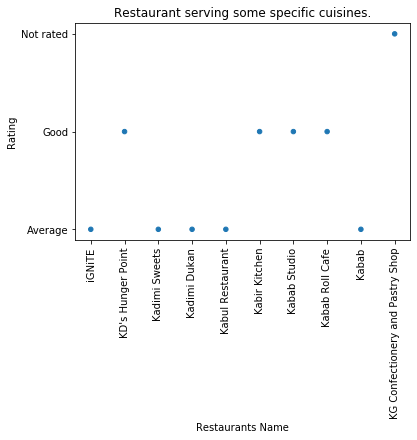 Restaurant serving some specific cuisines.
Not rated
Good
Average
Rating
iGNiTE
KD's Hunger Point
Kadimi Sweets
Kadimi Dukan
Kabul Restaurant
Kabir Kitchen
Kabab Studio
Kabab Roll Cafe
Kabab
KG Confectionery and Pastry Shop
Restaurants Name